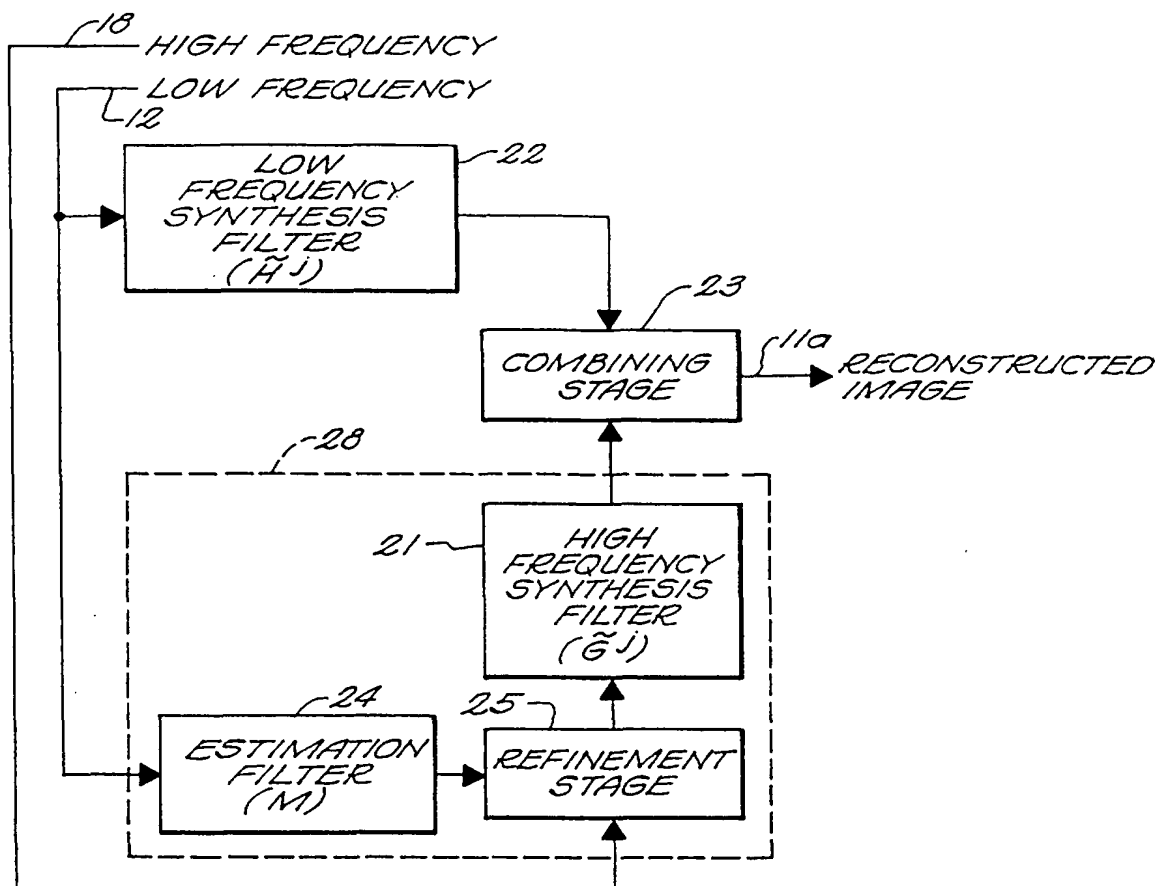 18
HIGH FREQUENCY
LOW FREQUENCY
12
22
LOW
FREQUENCY
SYNTHESIS
FILTER
(H̃ j)
23
COMBINING
STAGE
11a
RECONSTRUCTED
IMAGE
28
21
HIGH
FREQUENCY
SYNTHESIS
FILTER
(G̃ j)
24
ESTIMATION
FILTER
(M)
25
REFINEMENT
STAGE